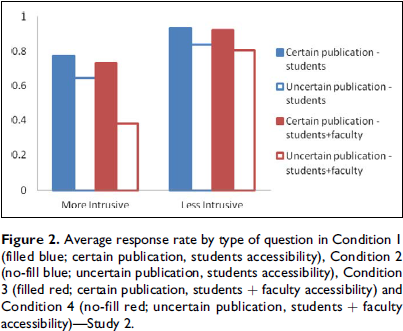 1
0.8
0.6
0.4
0.2
0
More Intrusive
Less Intrusive
Certain publication -
students
Uncertain publication -
students
Certain publication -
students+faculty
Uncertain publication -
students+faculty
Figure 2. Average response rate by type of question in Condition 1
(filled blue; certain publication, students accessibility), Condition 2
(no-fill blue; uncertain publication, students accessibility), Condition
3 (filled red; certain publication, students + faculty accessibility) and
Condition 4 (no-fill red; uncertain publication, students + faculty
accessibility)—Study 2.